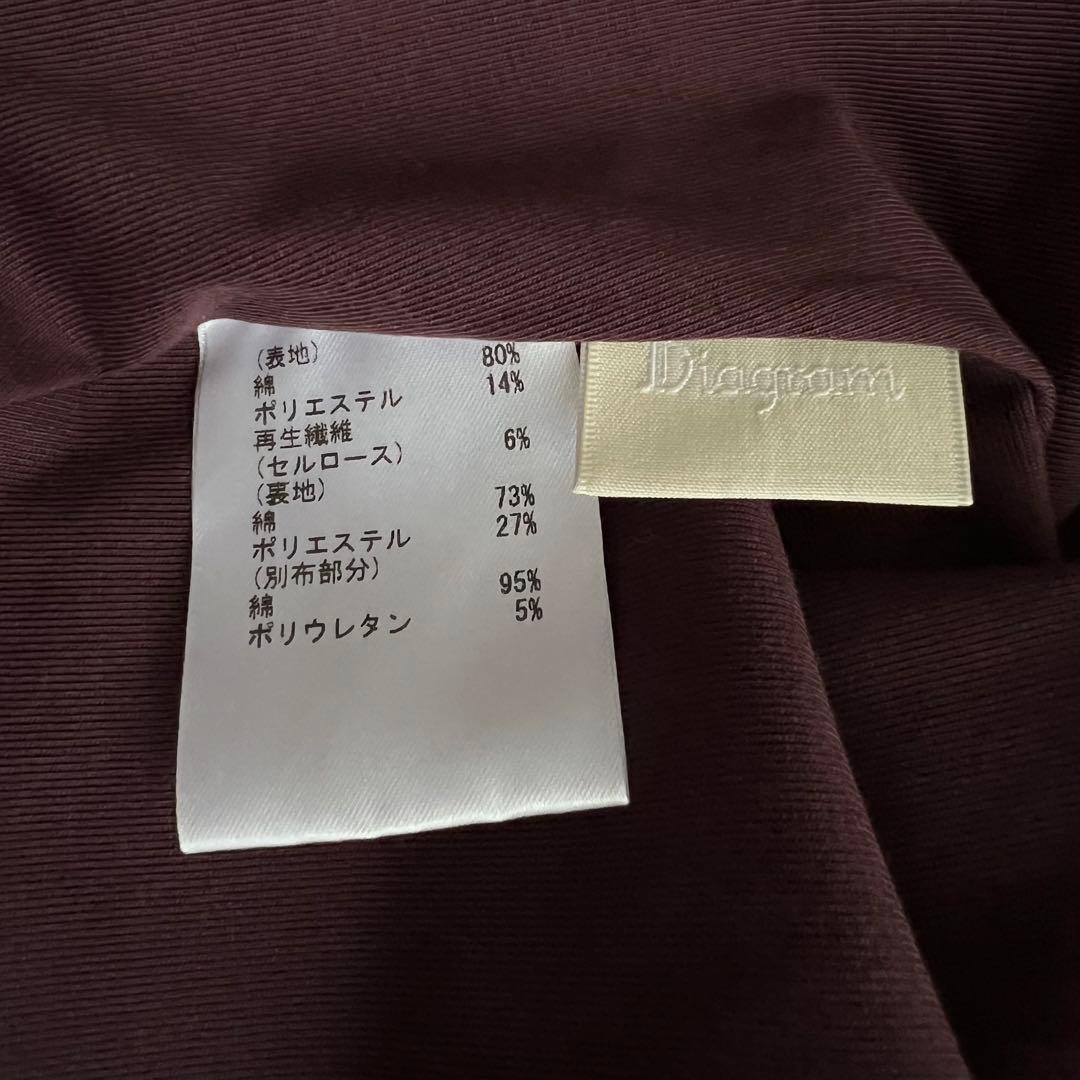 (表地)
綿 80%
ポリエステル 14%
再生繊維
(セルロース) 6%
(裏地)
綿 73%
ポリエステル 27%
(別布部分)
綿 95%
ポリウレタン 5%
Diagram